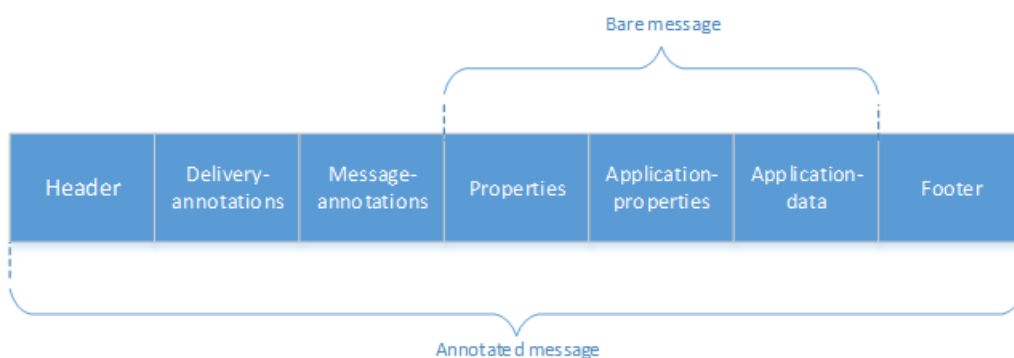 Bare message
Header
Delivery-
annotations
Message-
annotations
Properties
Application-
properties
Application-
data
Footer
Annotated message